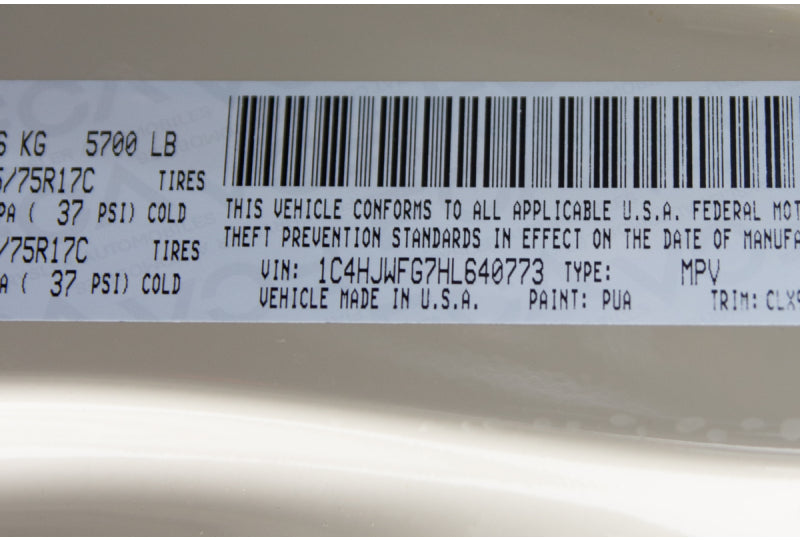 6 KG 5700 LB
/75R17C TIRES
PA ( 37 PSI) COLD
/75R17C TIRES
A ( 37 PSI) COLD
THIS VEHICLE CONFORMS TO ALL APPLICABLE U.S.A. FEDERAL MOT
THEFT PREVENTION STANDARDS IN EFFECT ON THE DATE OF MANUFA
VIN: 1C4HJWFG7HL640773 TYPE: MPV
VEHICLE MADE IN U.S.A. PAINT: PUA TRIM: CLX9